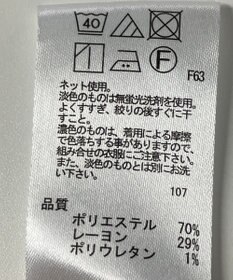 40
F
F63
ネット使用。
淡色のものは無蛍光洗剤を使用。
よくすすぎ、絞りの後すぐに干
すこと。
濃色のものは、着用による摩擦
で色落ちする事がありますので、
組み合せの衣服にご注意下さい。
また、淡色のものとは別にお洗
い下さい。
107
品質
ポリエステル 70%
レーヨン 29%
ポリウレタン 1%